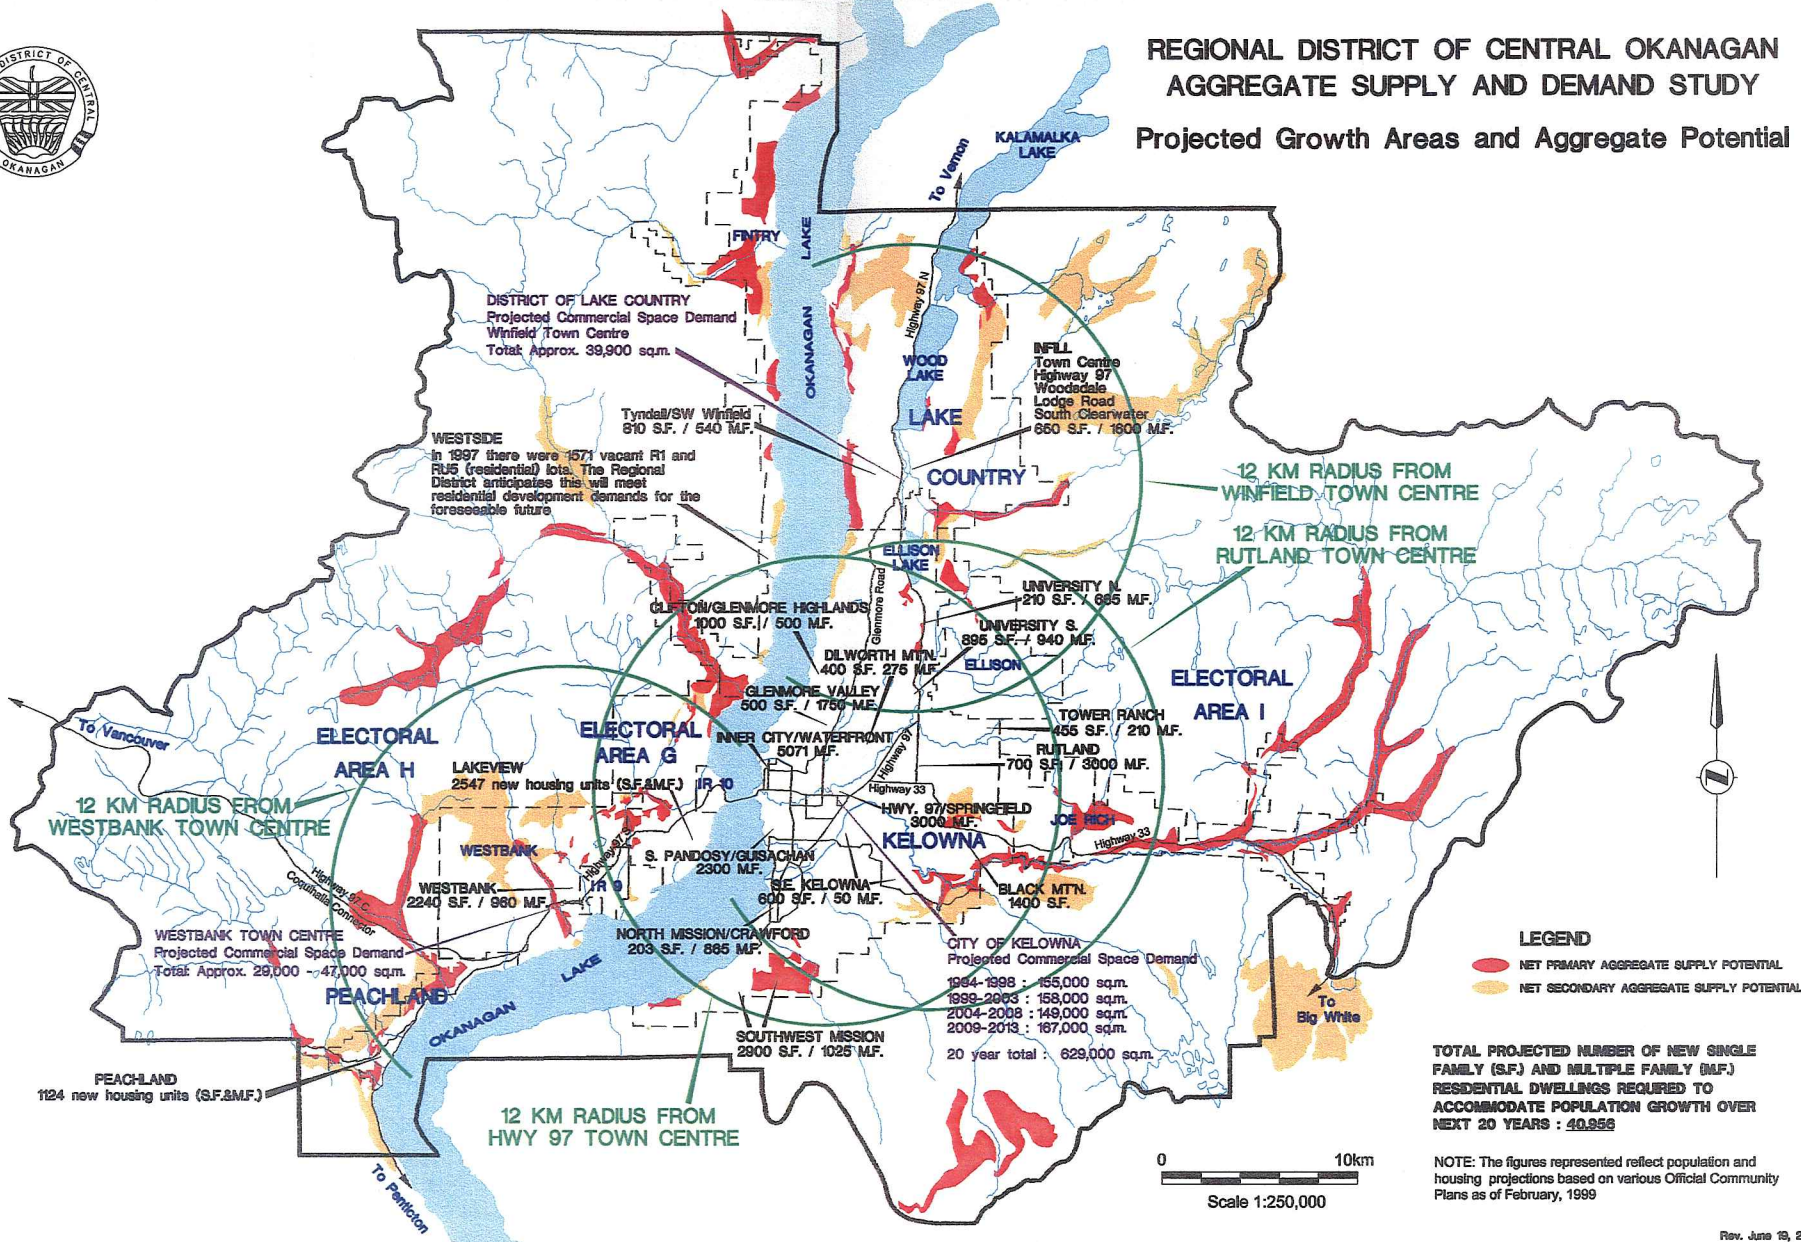 DISTRICT OF CENTRAL
OKANAGAN
REGIONAL DISTRICT OF CENTRAL OKANAGAN
AGGREGATE SUPPLY AND DEMAND STUDY
Projected Growth Areas and Aggregate Potential
KALAMALKA
LAKE
To Vernon
OKANAGAN LAKE
FINTRY
DISTRICT OF LAKE COUNTRY
Projected Commercial Space Demand
Winfield Town Centre
Total: Approx. 39,900 sq.m.
Highway 97 N
WOOD
LAKE
INFILL
Town Centre
Highway 97
Woodsdale
Lodge Road
South Clearwater
650 S.F. / 1600 M.F.
Tyndall/SW Winfield
810 S.F. / 540 M.F.
LAKE
COUNTRY
WESTSIDE
In 1997 there were 1571 vacant R1 and
RU5 (residential) lots. The Regional
District anticipates this will meet
residential development demands for the
foreseeable future
12 KM RADIUS FROM
WINFIELD TOWN CENTRE
12 KM RADIUS FROM
RUTLAND TOWN CENTRE
ELLISON
LAKE
Glenmore Road
UNIVERSITY N.
210 S.F. / 665 M.F.
CLIFTON/GLENMORE HIGHLANDS
1000 S.F. / 500 M.F.
UNIVERSITY S.
895 S.F. / 940 M.F.
DILWORTH MTN.
400 S.F. 275 M.F.
ELLISON
GLENMORE VALLEY
500 S.F. / 1750 M.F.
ELECTORAL
AREA I
TOWER RANCH
455 S.F. / 210 M.F.
To Vancouver
ELECTORAL
AREA H
ELECTORAL
AREA G
INNER CITY/WATERFRONT
5071 M.F.
Highway 97
RUTLAND
700 S.F. / 3000 M.F.
LAKEVIEW
2547 new housing units (S.F.&M.F.)
IR 10
Highway 33
12 KM RADIUS FROM
WESTBANK TOWN CENTRE
HWY. 97/SPRINGFIELD
3000 M.F.
JOE RICH
Highway 33
KELOWNA
WESTBANK
Highway 97 S
S. PANDOSY/GUISACHAN
2300 M.F.
IR 9
WESTBANK
2240 S.F. / 960 M.F.
S.E. KELOWNA
600 S.F. / 50 M.F.
BLACK MTN.
1400 S.F.
Highway 97 C
Coquihalla Connector
NORTH MISSION/CRAWFORD
203 S.F. / 865 M.F.
WESTBANK TOWN CENTRE
Projected Commercial Space Demand
Total: Approx. 29,000 - 47,000 sq.m.
CITY OF KELOWNA
Projected Commercial Space Demand
1994-1998 : 155,000 sq.m.
1999-2003 : 158,000 sq.m.
2004-2008 : 149,000 sq.m.
2009-2013 : 167,000 sq.m.
20 year total : 629,000 sq.m.
PEACHLAND
OKANAGAN LAKE
SOUTHWEST MISSION
2900 S.F. / 1025 M.F.
PEACHLAND
1124 new housing units (S.F.&M.F.)
12 KM RADIUS FROM
HWY 97 TOWN CENTRE
To Penticton
To
Big White
N
LEGEND
NET PRIMARY AGGREGATE SUPPLY POTENTIAL
NET SECONDARY AGGREGATE SUPPLY POTENTIAL
TOTAL PROJECTED NUMBER OF NEW SINGLE
FAMILY (S.F.) AND MULTIPLE FAMILY (M.F.)
RESIDENTIAL DWELLINGS REQUIRED TO
ACCOMMODATE POPULATION GROWTH OVER
NEXT 20 YEARS : 40,956
NOTE: The figures represented reflect population and
housing projections based on various Official Community
Plans as of February, 1999
0 10km
Scale 1:250,000
Rev. June 19, 2